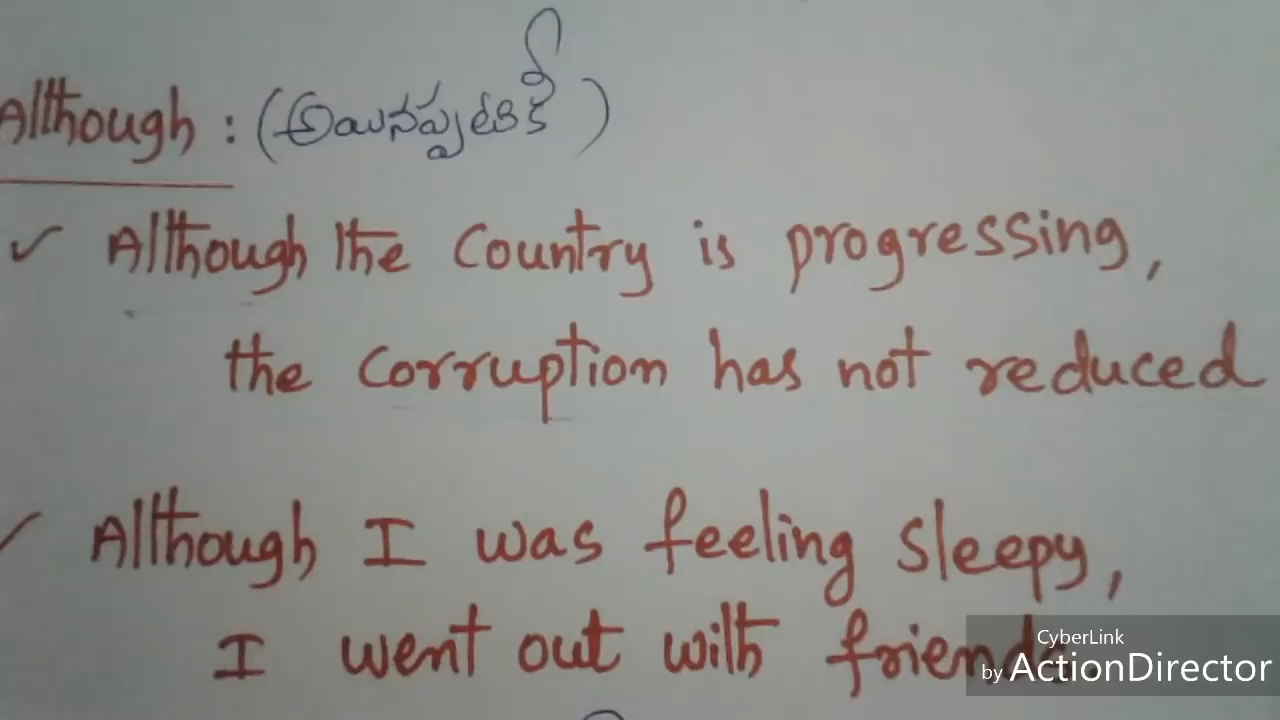 Although : (అయినప్పటికీ)
✓ Although the Country is progressing,
the corruption has not reduced
✓ Although I was feeling sleepy,
I went out with friends
CyberLink
by ActionDirector